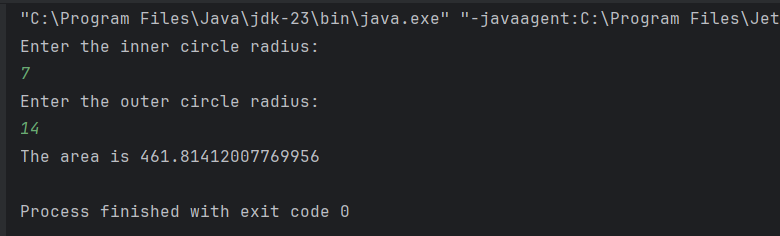 "C:\Program Files\Java\jdk-23\bin\java.exe" "-javaagent:C:\Program Files\Jet
Enter the inner circle radius:
7
Enter the outer circle radius:
14
The area is 461.81412007769956
Process finished with exit code 0